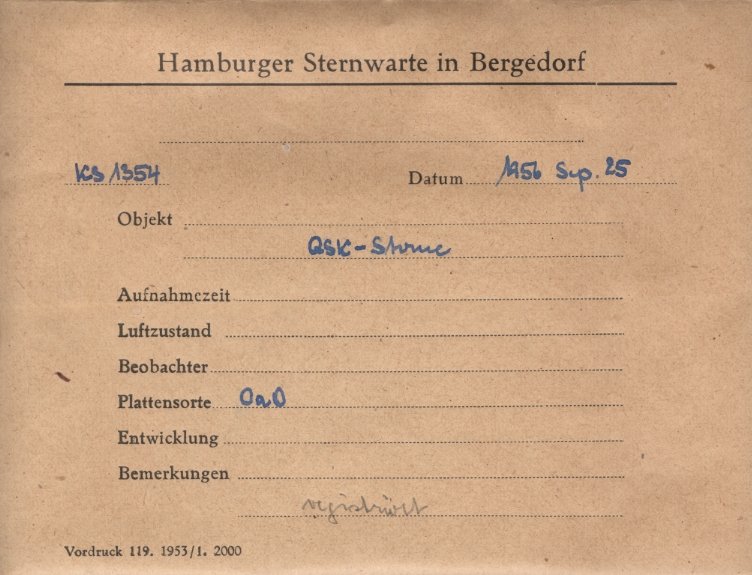 Hamburger Sternwarte in Bergedorf
KS 1354 Datum 1956 Sep. 25
Objekt
QSK-Sterne
Aufnahmezeit
Luftzustand
Beobachter
Plattensorte OaO
Entwicklung
Bemerkungen
registriert
Vordruck 119. 1953/1. 2000